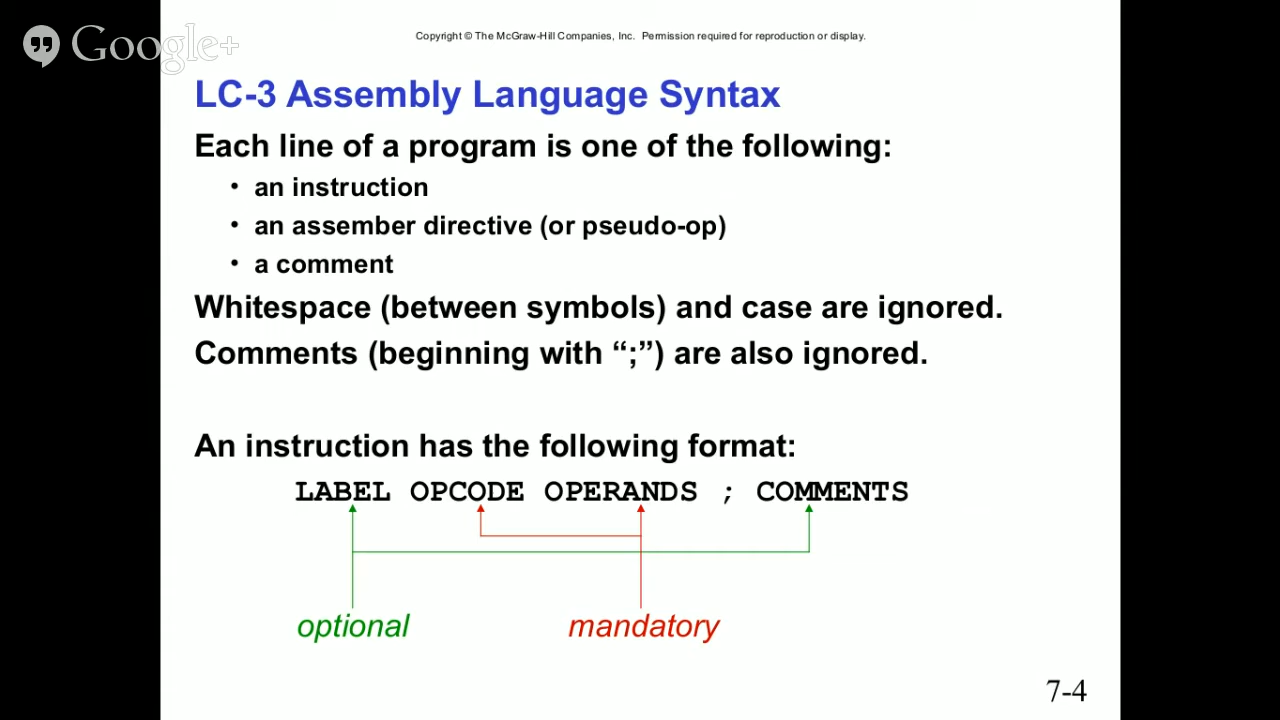 Google+
Copyright © The McGraw-Hill Companies, Inc. Permission required for reproduction or display.
LC-3 Assembly Language Syntax
Each line of a program is one of the following:
• an instruction
• an assember directive (or pseudo-op)
• a comment
Whitespace (between symbols) and case are ignored.
Comments (beginning with “;”) are also ignored.
An instruction has the following format:
LABEL OPCODE OPERANDS ; COMMENTS
optional mandatory
7-4